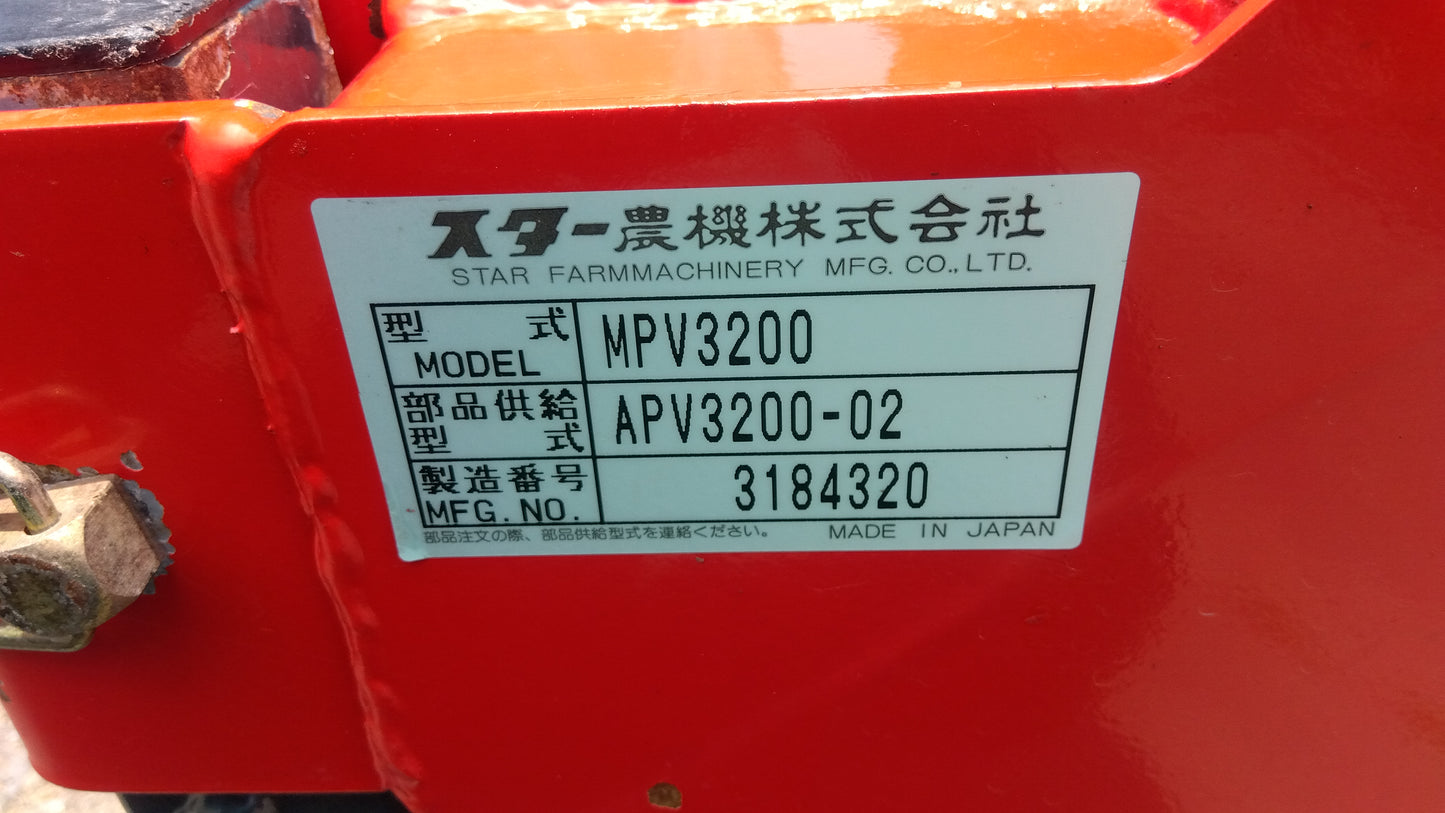 スター農機株式会社
STAR FARMMACHINERY MFG. CO., LTD.
型 式 MPV3200
MODEL
部品供給
型 式 APV3200-02
製造番号 3184320
MFG. NO.
部品注文の際、部品供給型式を連絡ください。 MADE IN JAPAN